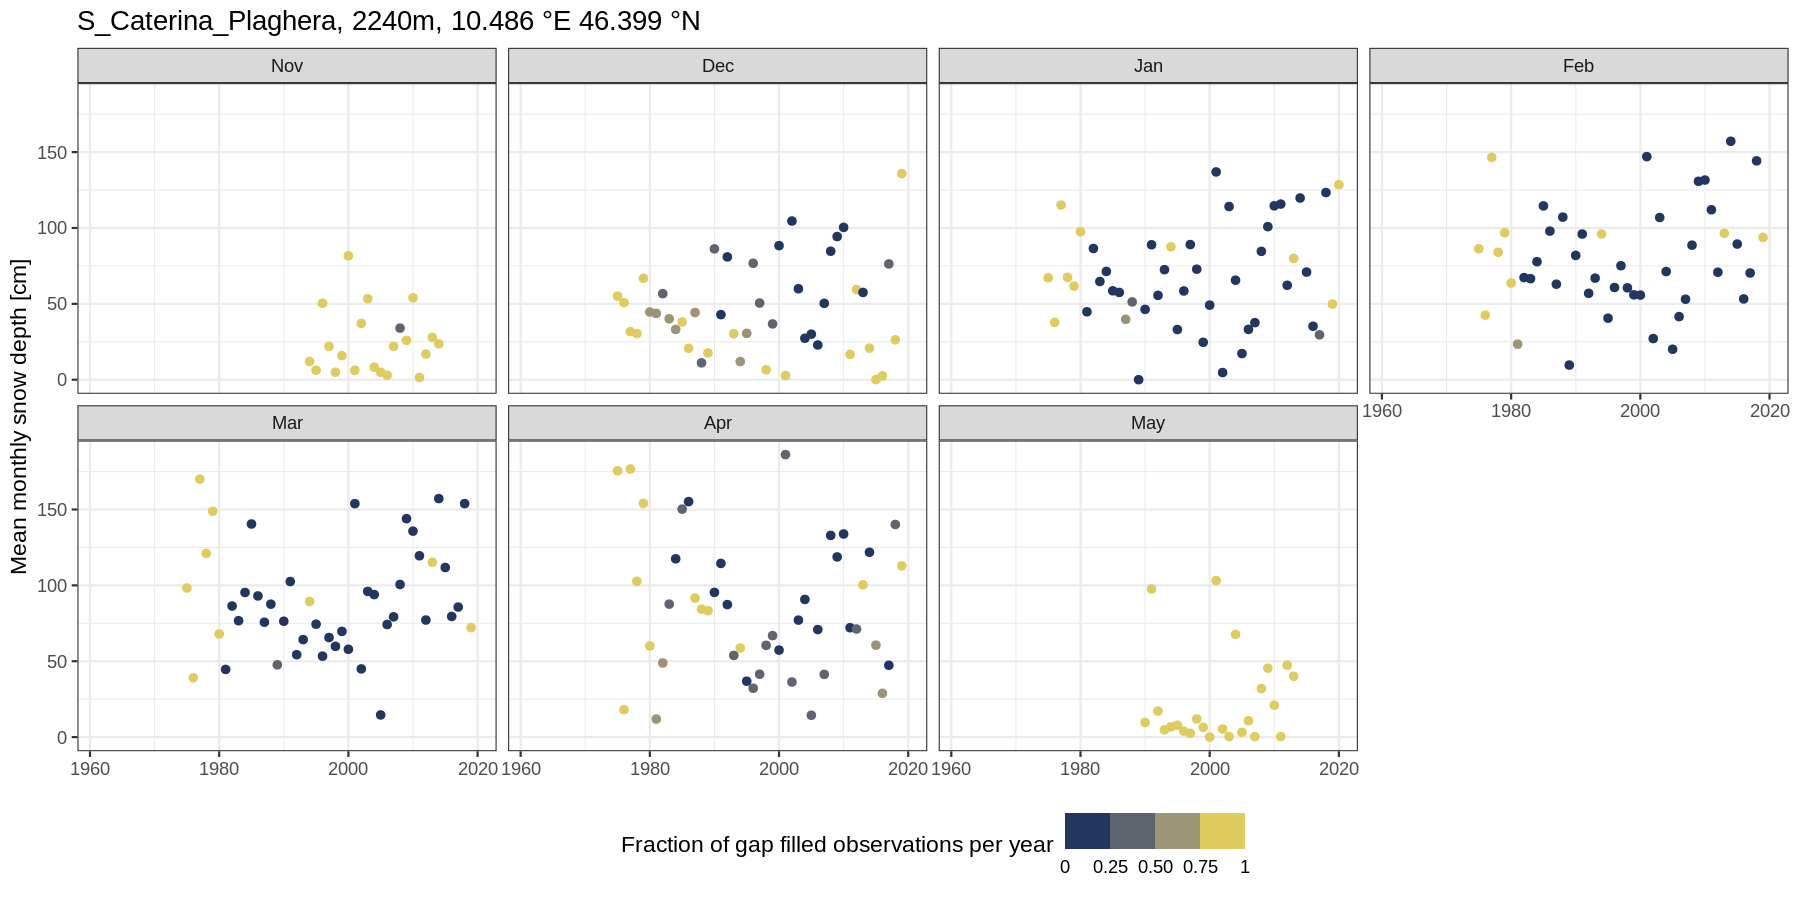 S_Caterina_Plaghera, 2240m, 10.486 °E 46.399 °N
Nov
Dec
Jan
Feb
150
100
50
0
1960
1980
2000
2020
Mar
Apr
May
150
100
50
0
1960
1980
2000
2020
1960
1980
2000
2020
1960
1980
2000
2020
Mean monthly snow depth [cm]
Fraction of gap filled observations per year
0
0.25
0.50
0.75
1